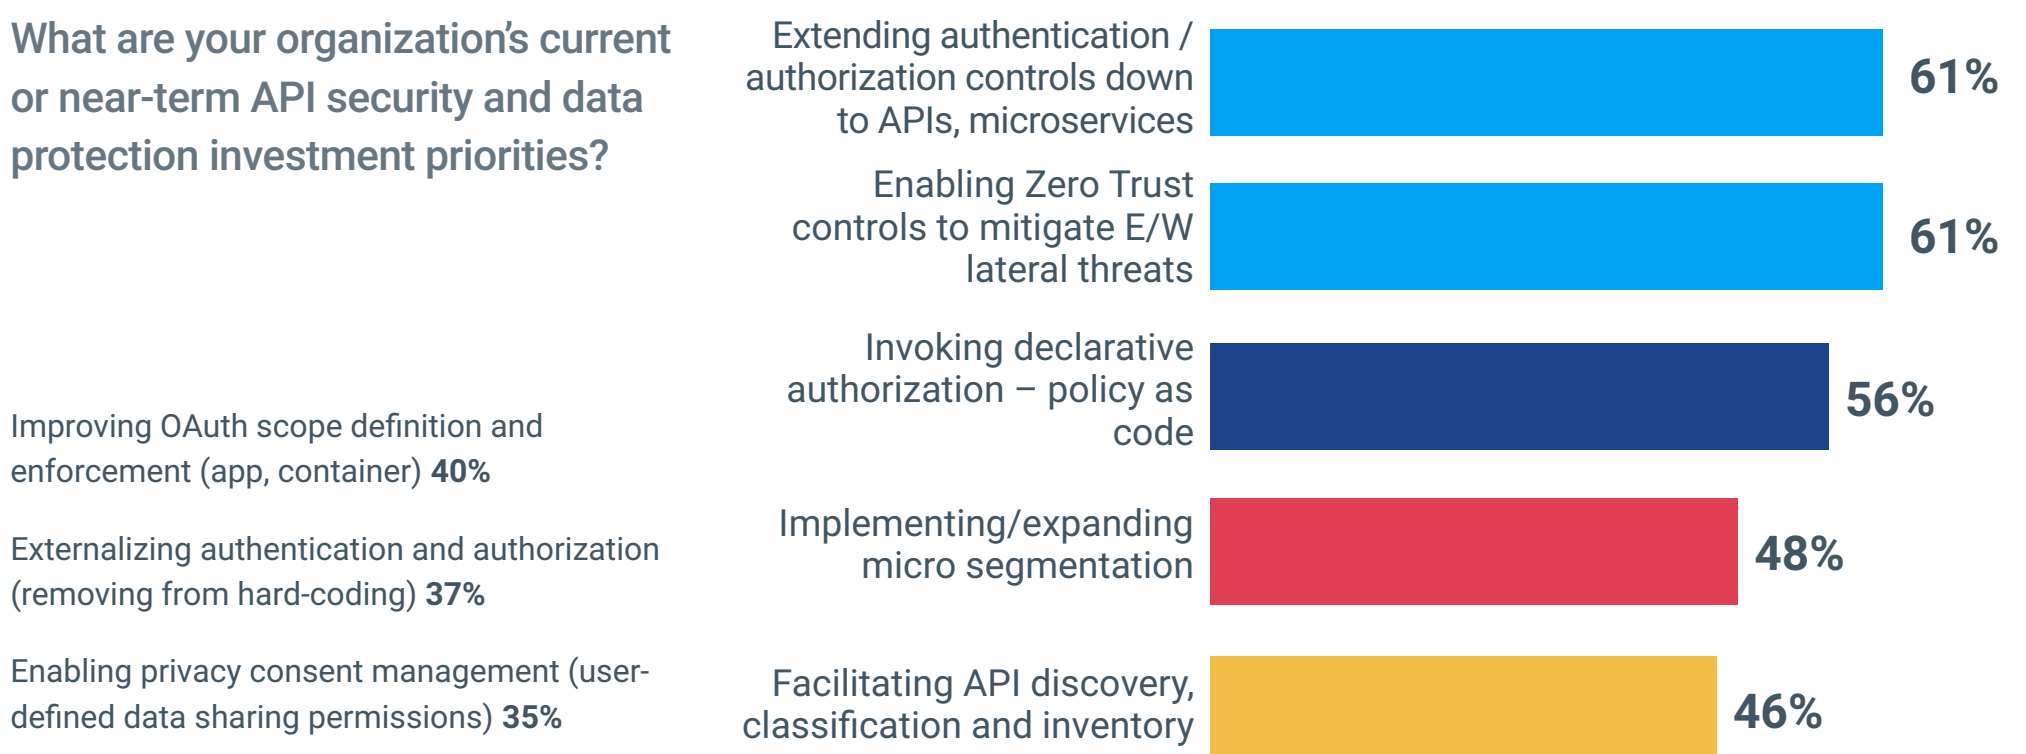 What are your organization's current
or near-term API security and data
protection investment priorities?
Improving OAuth scope definition and
enforcement (app, container) 40%
Externalizing authentication and authorization
(removing from hard-coding) 37%
Enabling privacy consent management (user-
defined data sharing permissions) 35%
Extending authentication /
authorization controls down
to APIs, microservices
61%
Enabling Zero Trust
controls to mitigate E/W
lateral threats
61%
Invoking declarative
authorization – policy as
code
56%
Implementing/expanding
micro segmentation
48%
Facilitating API discovery,
classification and inventory
46%